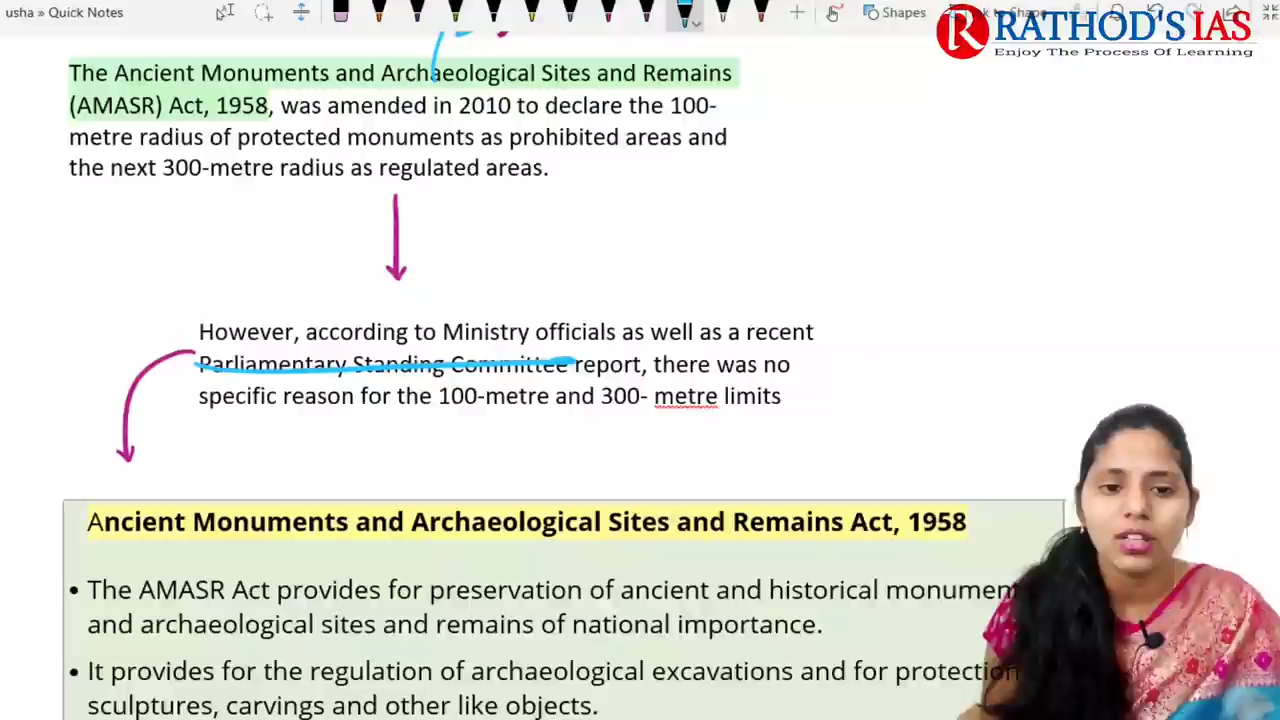 usha » Quick Notes
Shapes
RATHOD'S IAS
Enjoy The Process Of Learning
The Ancient Monuments and Archaeological Sites and Remains
(AMASR) Act, 1958, was amended in 2010 to declare the 100-
metre radius of protected monuments as prohibited areas and
the next 300-metre radius as regulated areas.
However, according to Ministry officials as well as a recent
Parliamentary Standing Committee report, there was no
specific reason for the 100-metre and 300- metre limits
Ancient Monuments and Archaeological Sites and Remains Act, 1958
• The AMASR Act provides for preservation of ancient and historical monument
and archaeological sites and remains of national importance.
• It provides for the regulation of archaeological excavations and for protection
sculptures, carvings and other like objects.